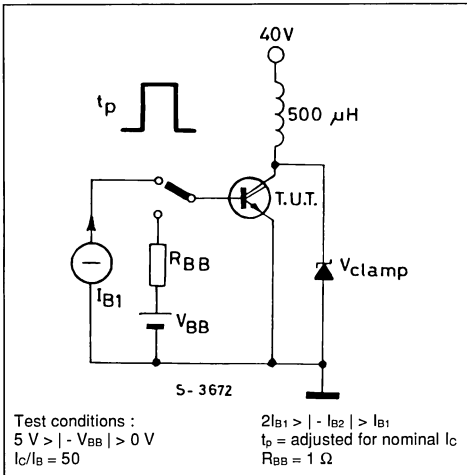 40V
tp
500 μH
T.U.T.
RBB
Vclamp
IB1
VBB
S-3672
Test conditions :
5 V > | - VBB | > 0 V
IC/IB = 50
2IB1 > | - IB2 | > IB1
tp = adjusted for nominal IC
RBB = 1 Ω